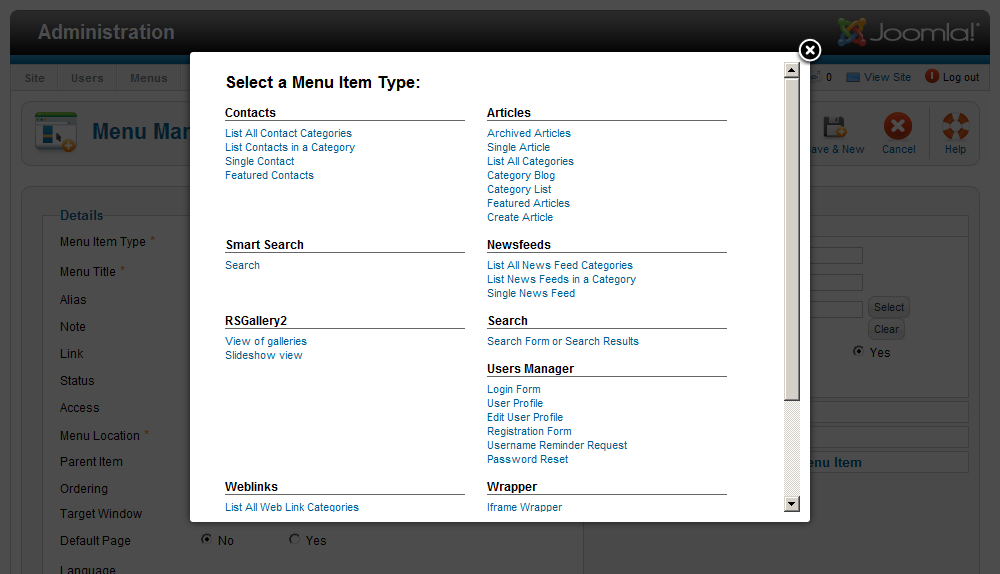 Administration
Joomla!®
Site
Users
Menus
0
View Site
Log out
Menu Mar
ave & New
Cancel
Help
Select a Menu Item Type:
Contacts
List All Contact Categories
List Contacts in a Category
Single Contact
Featured Contacts
Articles
Archived Articles
Single Article
List All Categories
Category Blog
Category List
Featured Articles
Create Article
Smart Search
Search
Newsfeeds
List All News Feed Categories
List News Feeds in a Category
Single News Feed
RSGallery2
View of galleries
Slideshow view
Search
Search Form or Search Results
Users Manager
Login Form
User Profile
Edit User Profile
Registration Form
Username Reminder Request
Password Reset
Weblinks
List All Web Link Categories
Wrapper
Iframe Wrapper
Details
Menu Item Type *
Menu Title *
Alias
Note
Link
Status
Access
Menu Location *
Parent Item
Ordering
Target Window
Default Page
No
Yes
Language
Select
Clear
Yes
enu Item